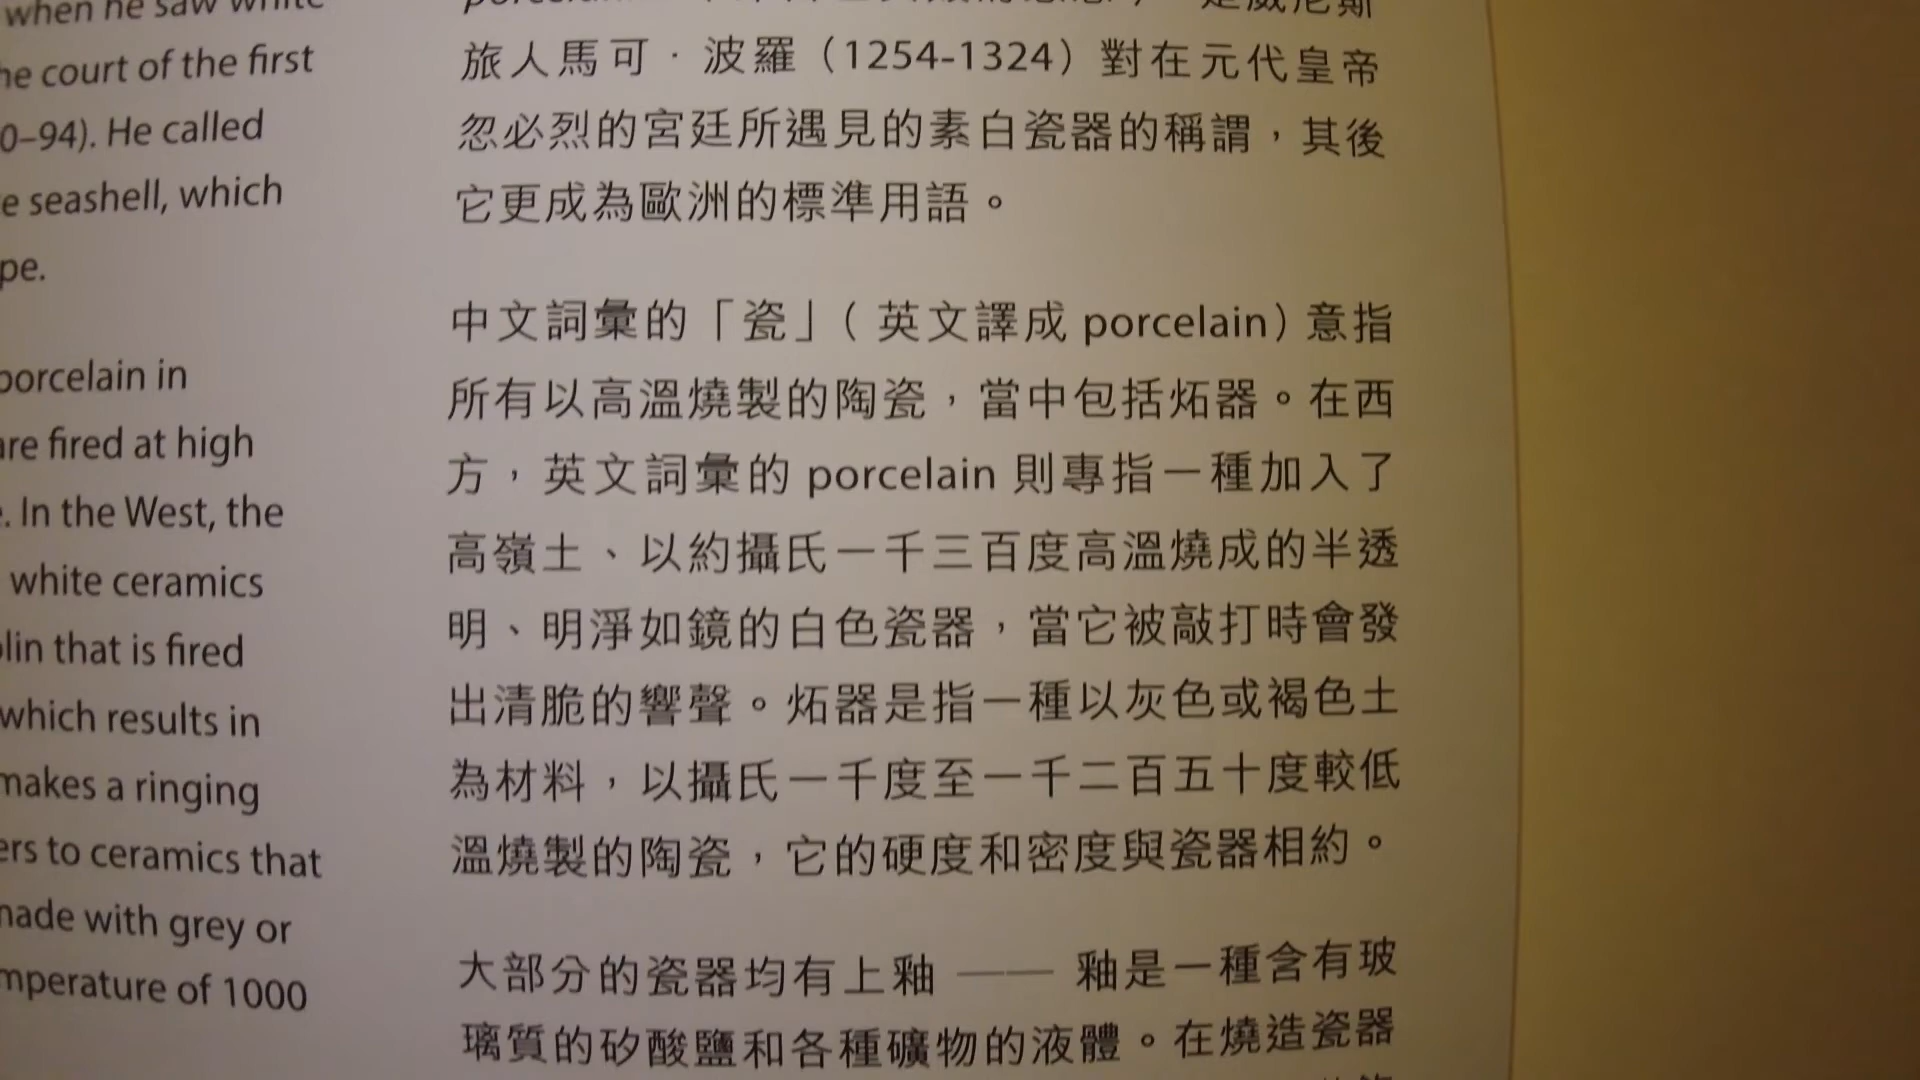 when he saw white
he court of the first
0–94). He called
e seashell, which
pe.
porcelain in
are fired at high
. In the West, the
white ceramics
lin that is fired
which results in
makes a ringing
ers to ceramics that
made with grey or
mperature of 1000
是威尼斯
旅人馬可．波羅（1254-1324）對在元代皇帝
忽必烈的宮廷所遇見的素白瓷器的稱謂，其後
它更成為歐洲的標準用語。
中文詞彙的「瓷」（英文譯成 porcelain）意指
所有以高溫燒製的陶瓷，當中包括炻器。在西
方，英文詞彙的 porcelain 則專指一種加入了
高嶺土、以約攝氏一千三百度高溫燒成的半透
明、明淨如鏡的白色瓷器，當它被敲打時會發
出清脆的響聲。炻器是指一種以灰色或褐色土
為材料，以攝氏一千度至一千二百五十度較低
溫燒製的陶瓷，它的硬度和密度與瓷器相約。
大部分的瓷器均有上釉 —— 釉是一種含有玻
璃質的矽酸鹽和各種礦物的液體。在燒造瓷器